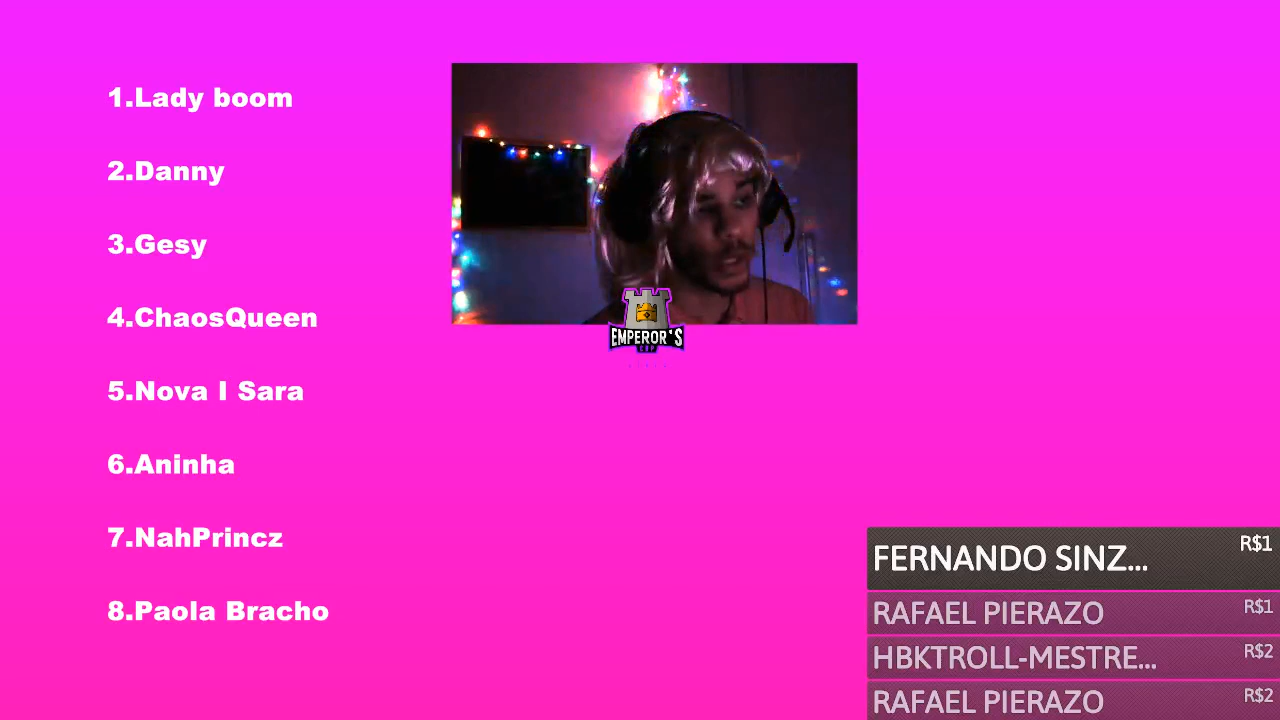 1.Lady boom
2.Danny
3.Gesy
4.ChaosQueen
5.Nova I Sara
6.Aninha
7.NahPrincz
8.Paola Bracho
EMPEROR'S
CUP
FERNANDO SINZ... R$1
RAFAEL PIERAZO R$1
HBKTROLL-MESTRE... R$2
RAFAEL PIERAZO R$2